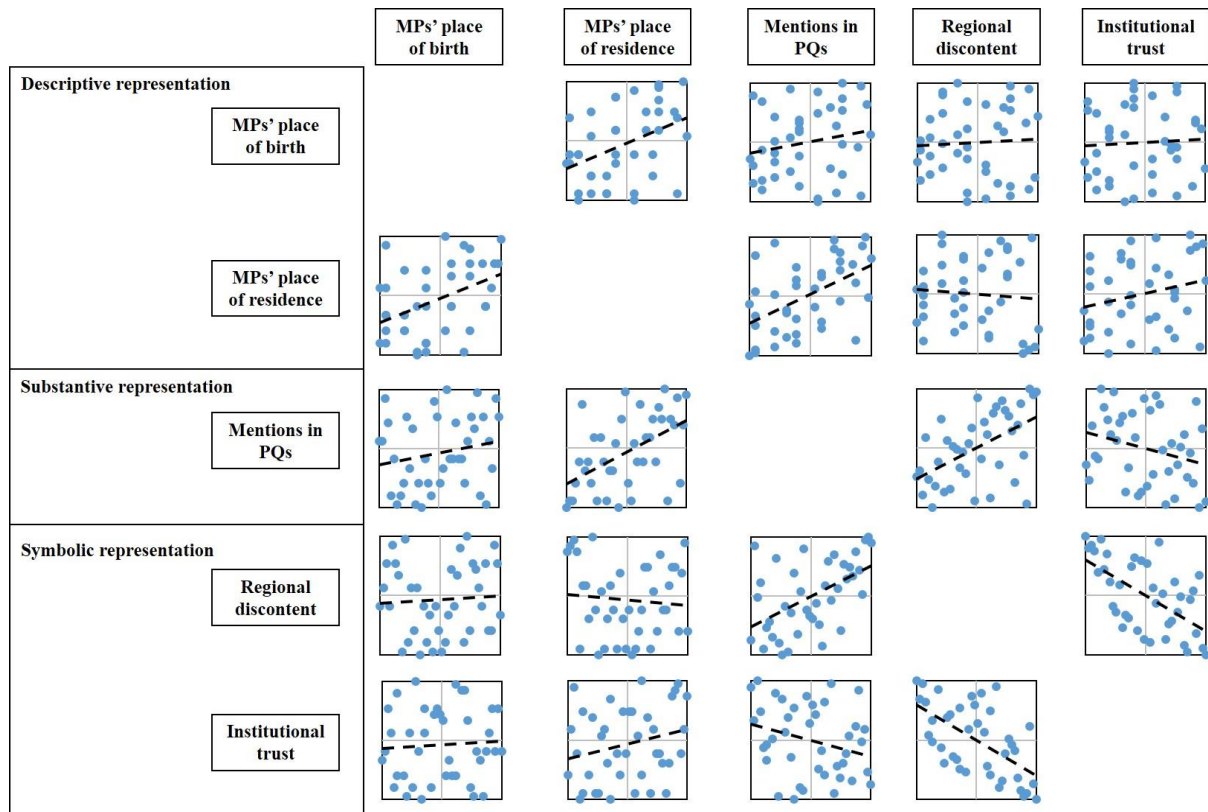 MPs’ place
of birth
MPs’ place
of residence
Mentions in
PQs
Regional
discontent
Institutional
trust
Descriptive representation
MPs’ place
of birth
MPs’ place
of residence
Substantive representation
Mentions in
PQs
Symbolic representation
Regional
discontent
Institutional
trust